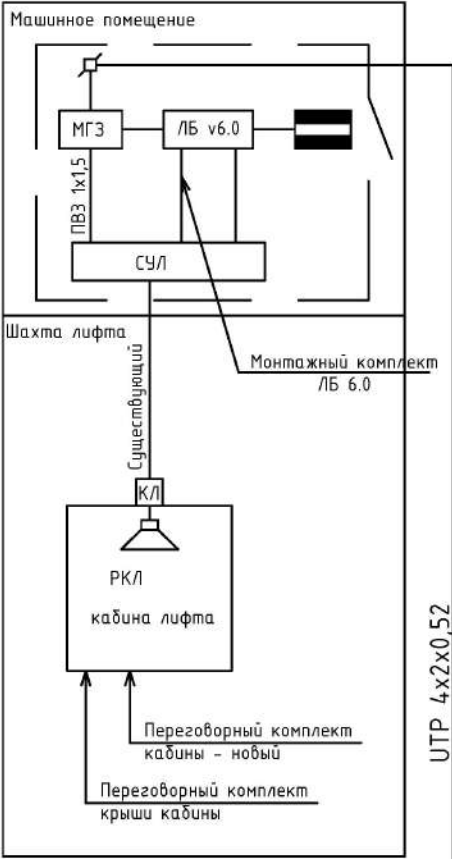 Машинное помещение
МГЗ
ЛБ v6.0
ПВЗ 1х1,5
СУЛ
Шахта лифта
Монтажный комплект
ЛБ 6.0
Существующий
КЛ
РКЛ
кабина лифта
UTP 4х2х0,52
Переговорный комплект
кабины - новый
Переговорный комплект
крыши кабины